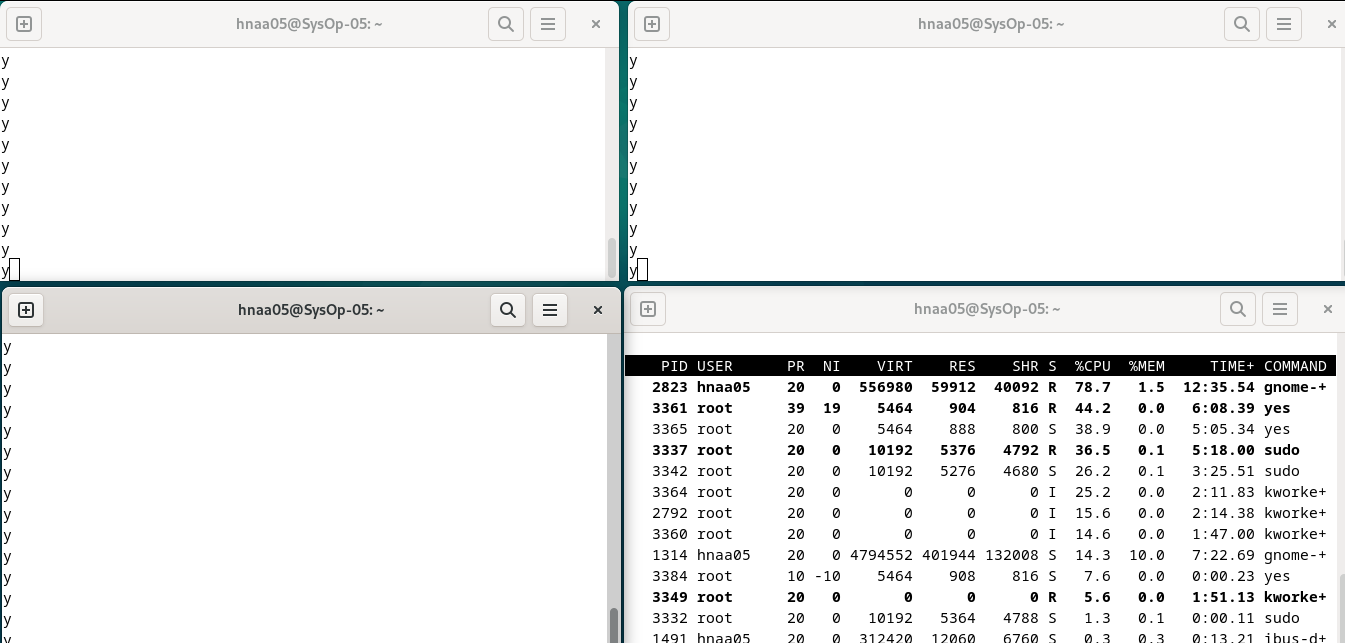 hnaa05@SysOp-05: ~
y
y
y
y
y
y
y
y
y
y
y
hnaa05@SysOp-05: ~
y
y
y
y
y
y
y
y
y
y
y
hnaa05@SysOp-05: ~
y
y
y
y
y
y
y
y
y
y
y
y
y
y
hnaa05@SysOp-05: ~
PID USER PR NI VIRT RES SHR S %CPU %MEM TIME+ COMMAND
2823 hnaa05 20 0 556980 59912 40092 R 78.7 1.5 12:35.54 gnome-+
3361 root 39 19 5464 904 816 R 44.2 0.0 6:08.39 yes
3365 root 20 0 5464 888 800 S 38.9 0.0 5:05.34 yes
3337 root 20 0 10192 5376 4792 R 36.5 0.1 5:18.00 sudo
3342 root 20 0 10192 5276 4680 S 26.2 0.1 3:25.51 sudo
3364 root 20 0 0 0 0 I 25.2 0.0 2:11.83 kworke+
2792 root 20 0 0 0 0 I 15.6 0.0 2:14.38 kworke+
3360 root 20 0 0 0 0 I 14.6 0.0 1:47.00 kworke+
1314 hnaa05 20 0 4794552 401944 132008 S 14.3 10.0 7:22.69 gnome-+
3384 root 10 -10 5464 908 816 S 7.6 0.0 0:00.23 yes
3349 root 20 0 0 0 0 R 5.6 0.0 1:51.13 kworke+
3332 root 20 0 10192 5364 4788 S 1.3 0.1 0:00.11 sudo
1491 hnaa05 20 0 312420 12060 6760 S 0.3 0.3 0:13.21 ibus-d+